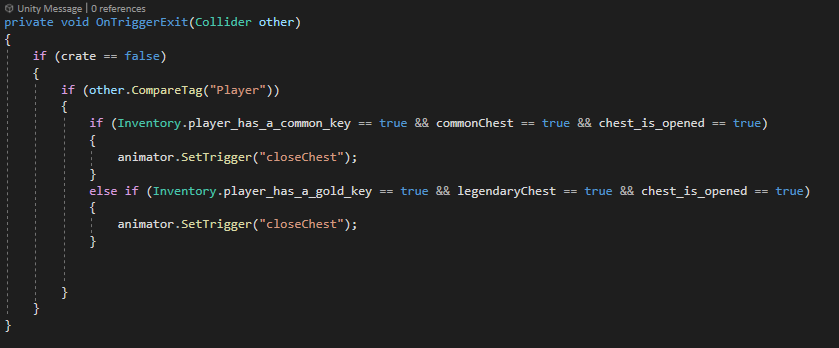 Unity Message | 0 references
private void OnTriggerExit(Collider other)
{
if (crate == false)
{
if (other.CompareTag("Player"))
{
if (Inventory.player_has_a_common_key == true && commonChest == true && chest_is_opened == true)
{
animator.SetTrigger("closeChest");
}
else if (Inventory.player_has_a_gold_key == true && legendaryChest == true && chest_is_opened == true)
{
animator.SetTrigger("closeChest");
}
}
}
}